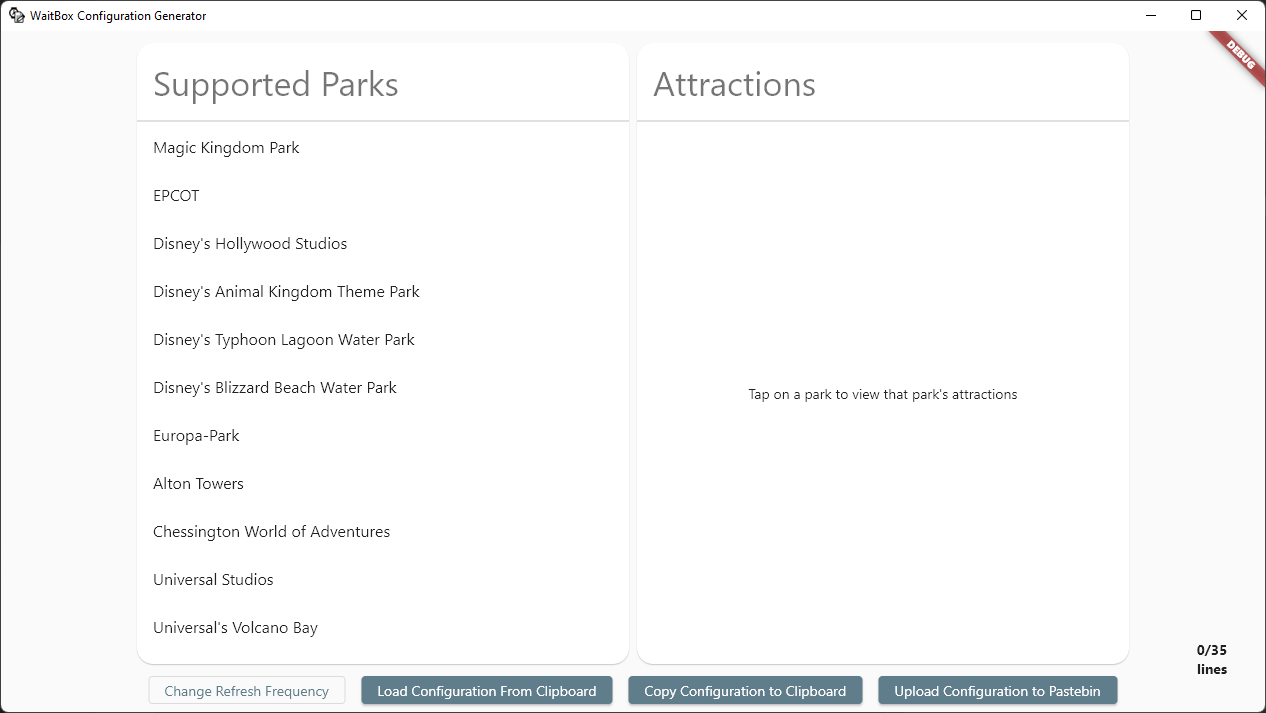 WaitBox Configuration Generator
DEBUG
Supported Parks
Magic Kingdom Park
EPCOT
Disney's Hollywood Studios
Disney's Animal Kingdom Theme Park
Disney's Typhoon Lagoon Water Park
Disney's Blizzard Beach Water Park
Europa-Park
Alton Towers
Chessington World of Adventures
Universal Studios
Universal's Volcano Bay
Attractions
Tap on a park to view that park's attractions
0/35
lines
Change Refresh Frequency
Load Configuration From Clipboard
Copy Configuration to Clipboard
Upload Configuration to Pastebin